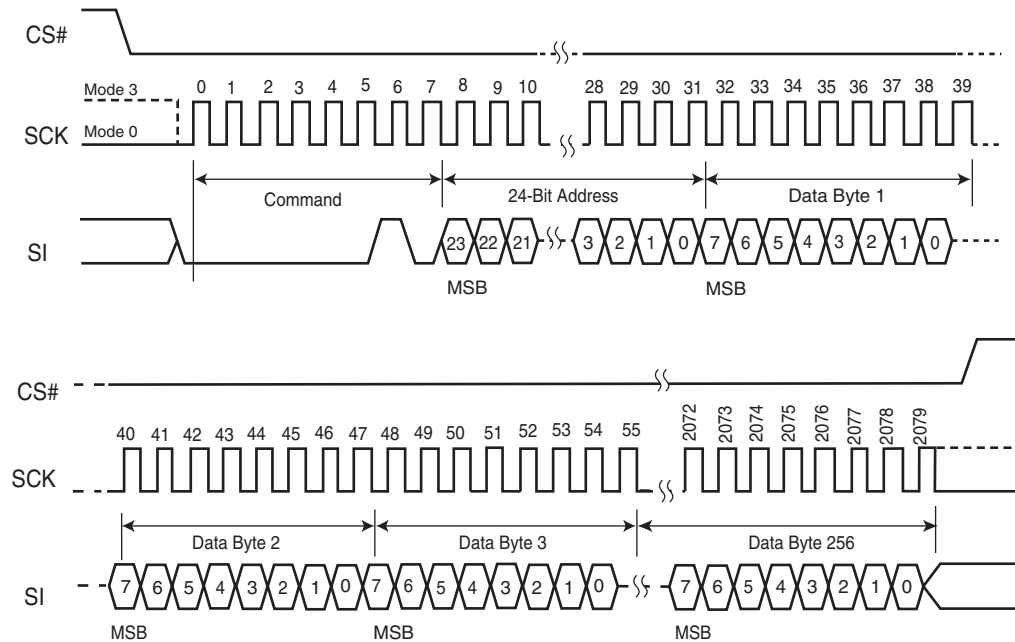 CS#
Mode 3
0 1 2 3 4 5 6 7 8 9 10 28 29 30 31 32 33 34 35 36 37 38 39
SCK
Mode 0
Command 24-Bit Address Data Byte 1
SI
23 22 21 3 2 1 0 7 6 5 4 3 2 1 0
MSB MSB
CS#
40 41 42 43 44 45 46 47 48 49 50 51 52 53 54 55 2072 2073 2074 2075 2076 2077 2078 2079
SCK
Data Byte 2 Data Byte 3 Data Byte 256
SI
7 6 5 4 3 2 1 0 7 6 5 4 3 2 1 0 7 6 5 4 3 2 1 0
MSB MSB MSB